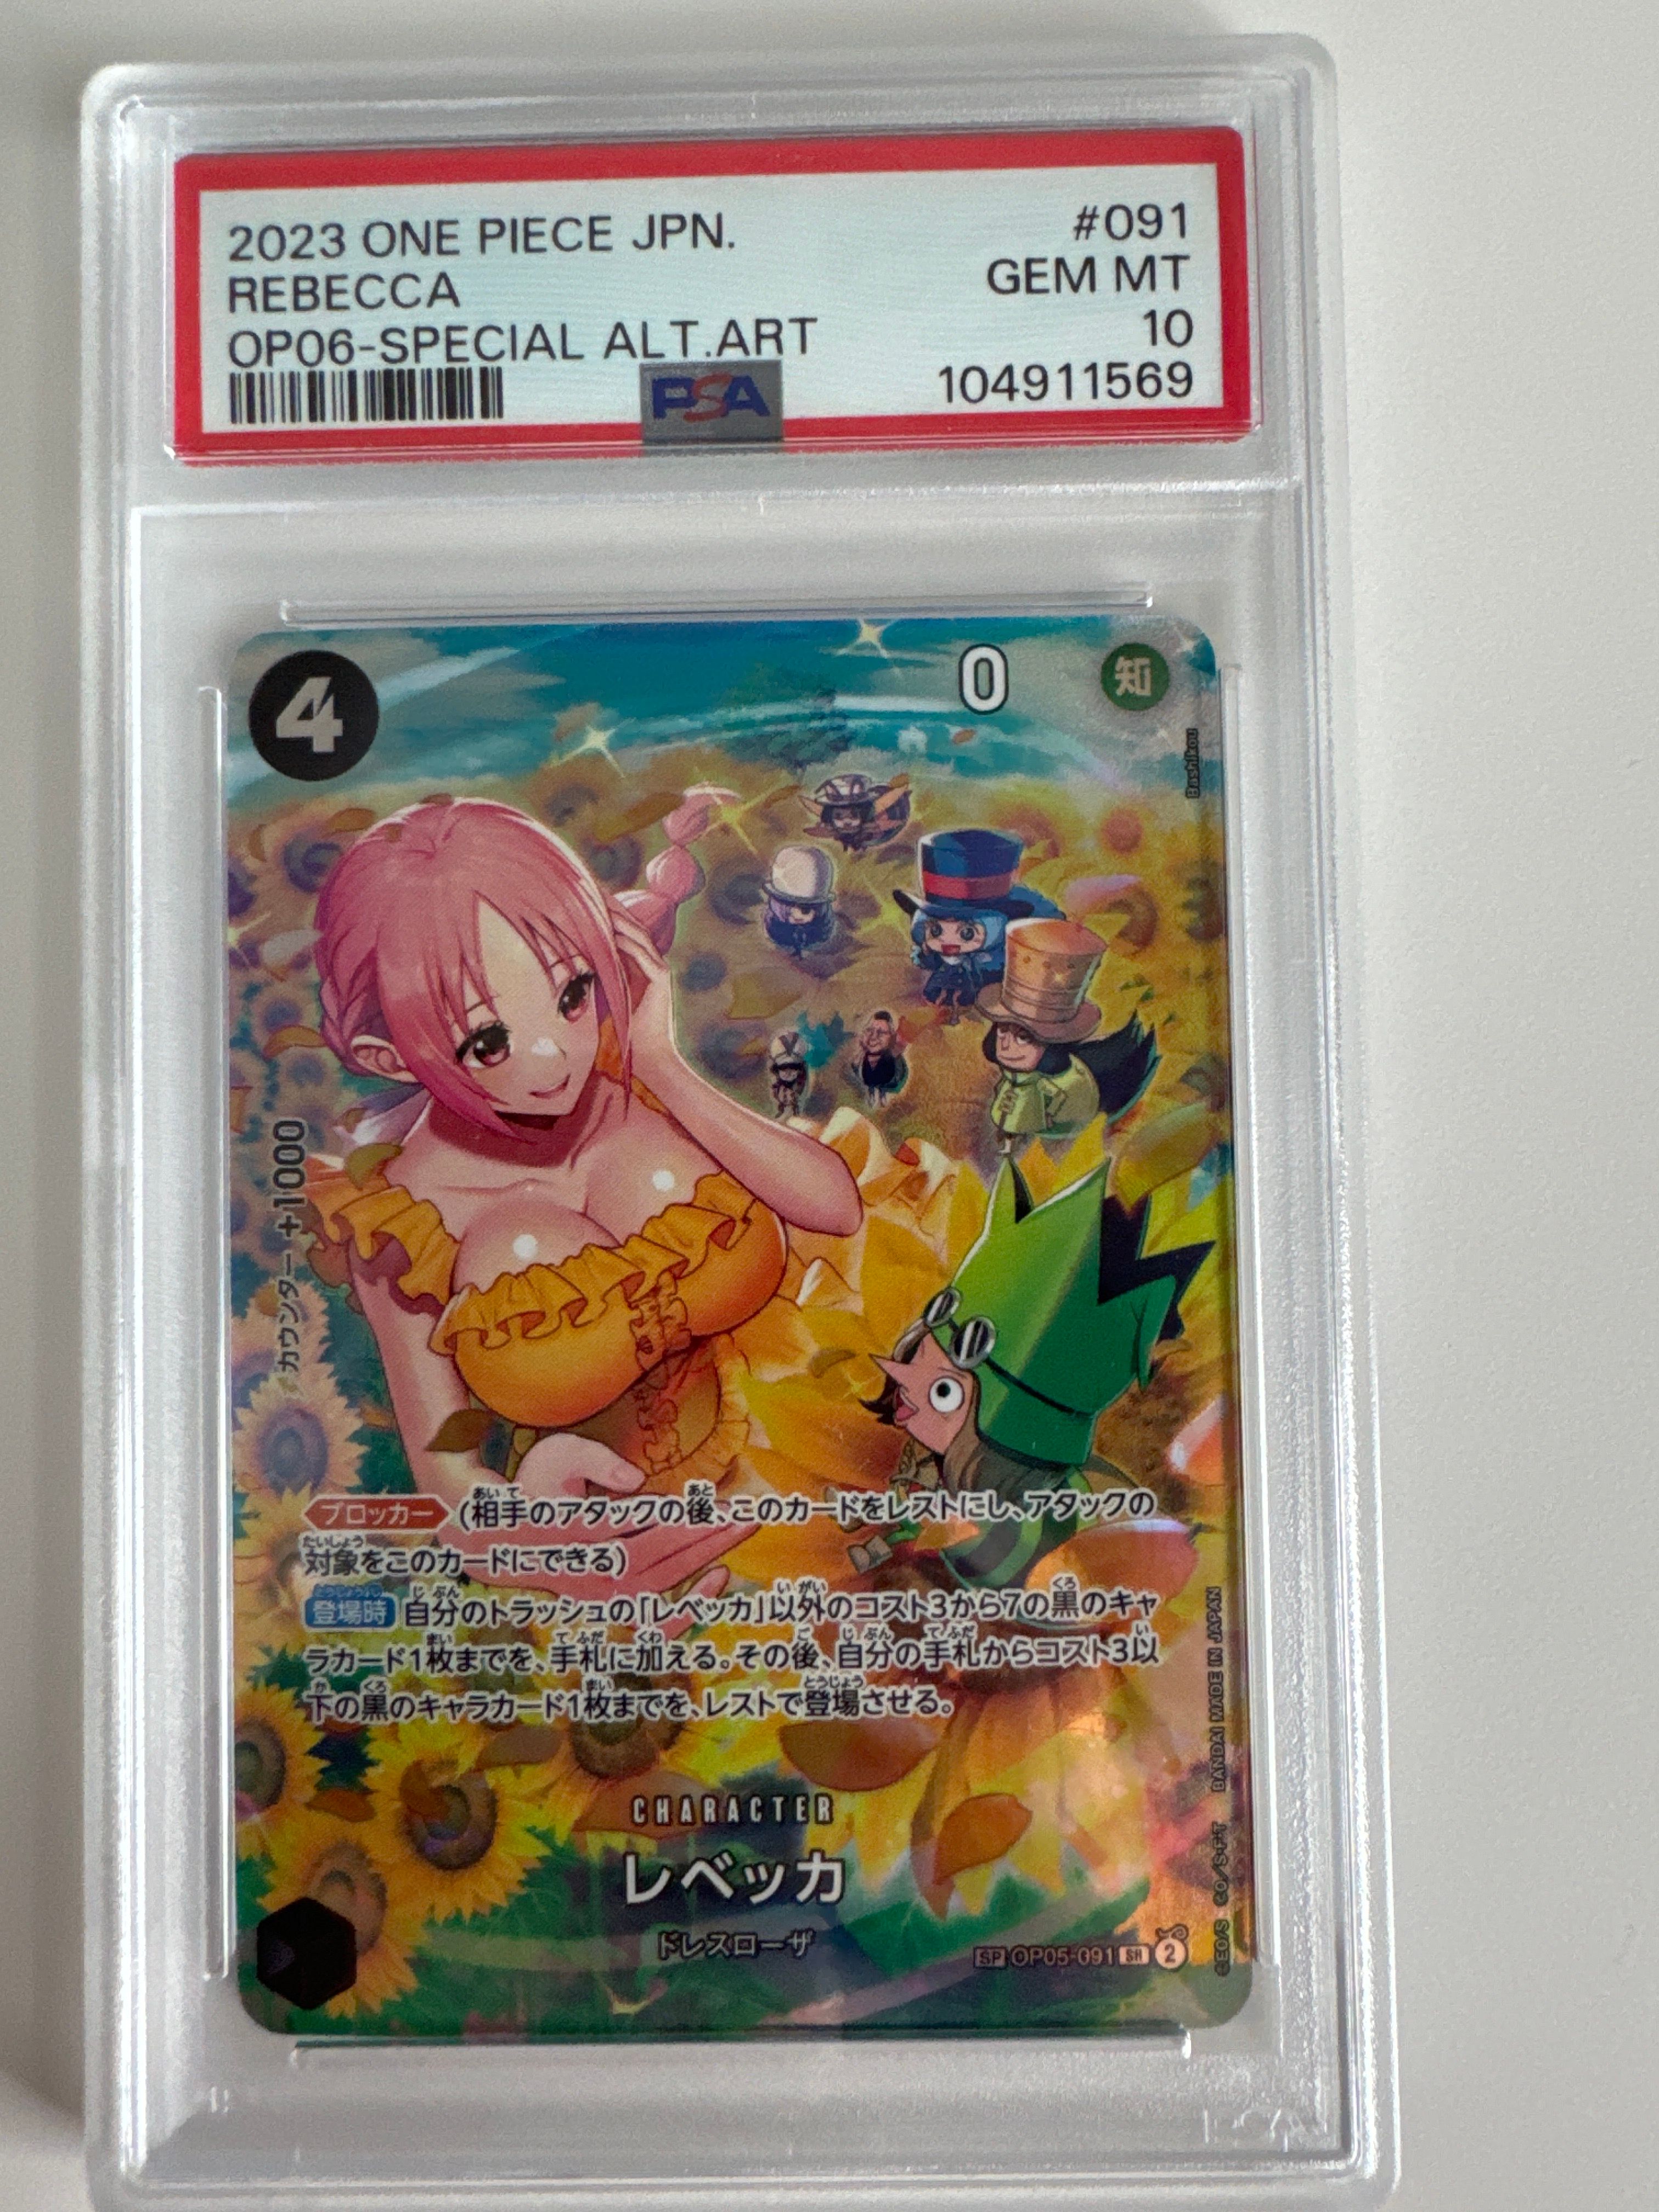 2023 ONE PIECE JPN. #091
REBECCA GEM MT
OP06-SPECIAL ALT.ART 10
104911569
PSA
4
0
知
Bashikou
カウンター +1000
ブロッカー (相手のアタックの後、このカードをレストにし、アタックの
対象をこのカードにできる)
登場時 自分のトラッシュの「レベッカ」以外のコスト3から7の黒のキャ
ラカード1枚までを、手札に加える。その後、自分の手札からコスト3以
下の黒のキャラカード1枚までを、レストで登場させる。
CHARACTER
レベッカ
ドレスローザ
SP OP05-091 SR 2
©EO/S CO/S・F・T BANDAI MADE IN JAPAN